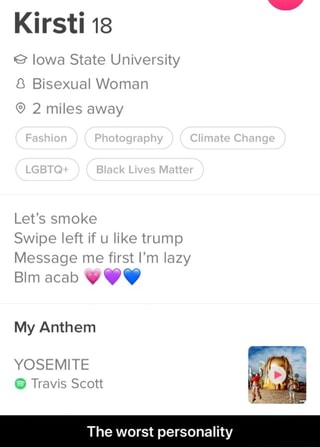 Kirsti 18
Iowa State University
Bisexual Woman
2 miles away
Fashion Photography Climate Change
LGBTQ+ Black Lives Matter
Let's smoke
Swipe left if u like trump
Message me first I'm lazy
Blm acab 💗💜💙
My Anthem
YOSEMITE
Travis Scott
The worst personality